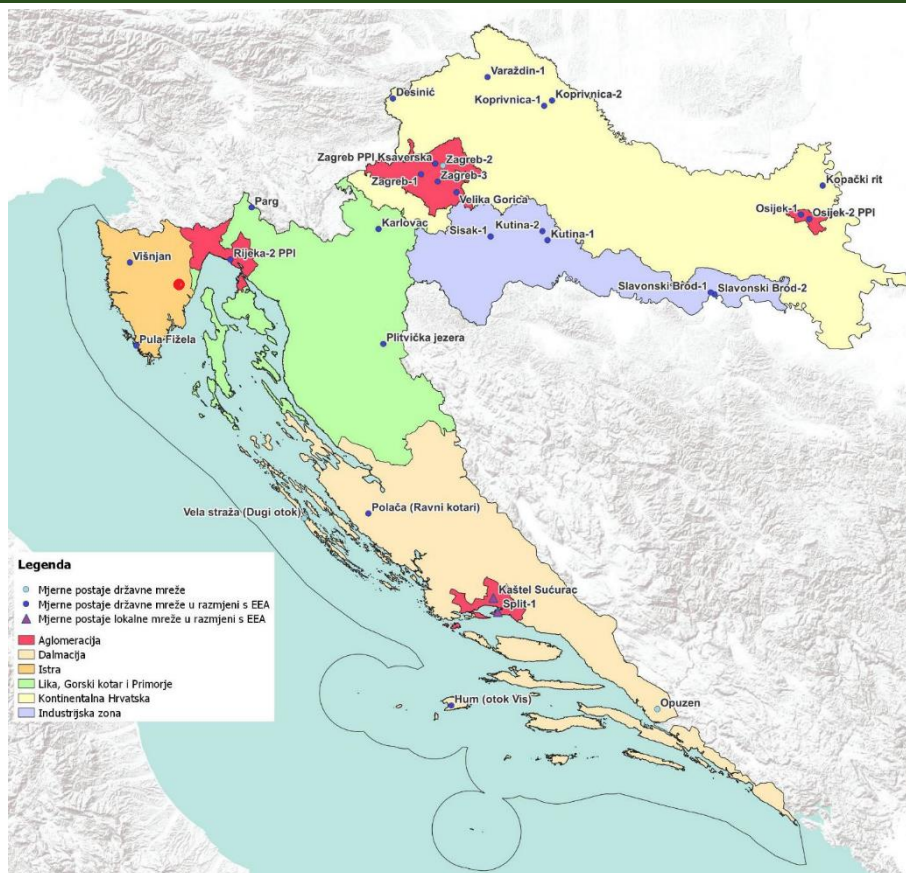 Varaždin-1
Desinić
Koprivnica-2
Koprivnica-1
Zagreb PPI Ksaverska
Zagreb-2
Zagreb-1
Zagreb-3
Velika Gorica
Kopački rit
Osijek-1
Osijek-2 PPI
Parg
Karlovac
Sisak-1
Kutina-2
Kutina-1
Rijeka-2 PPI
Višnjan
Slavonski Brod-1
Slavonski Brod-2
Pula Fižela
Plitvička jezera
Polača (Ravni kotari)
Vela straža (Dugi otok)
Legenda
Mjerne postaje državne mreže
Mjerne postaje državne mreže u razmjeni s EEA
Mjerne postaje lokalne mreže u razmjeni s EEA
Aglomeracija
Dalmacija
Istra
Lika, Gorski kotar i Primorje
Kontinentalna Hrvatska
Industrijska zona
Kaštel Sućurac
Split-1
Hum (otok Vis)
Opuzen